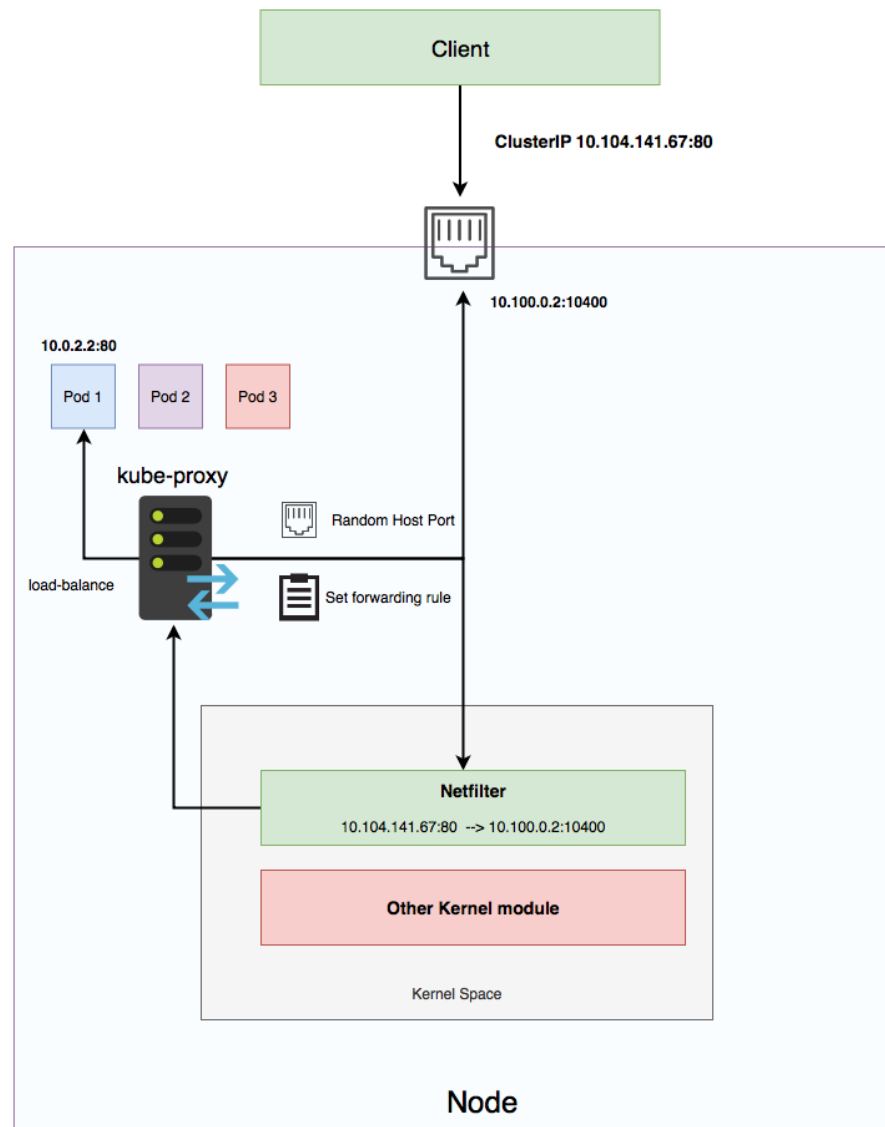 Client
ClusterIP 10.104.141.67:80
10.100.0.2:10400
10.0.2.2:80
Pod 1
Pod 2
Pod 3
kube-proxy
Random Host Port
load-balance
Set forwarding rule
Netfilter
10.104.141.67:80 --> 10.100.0.2:10400
Other Kernel module
Kernel Space
Node